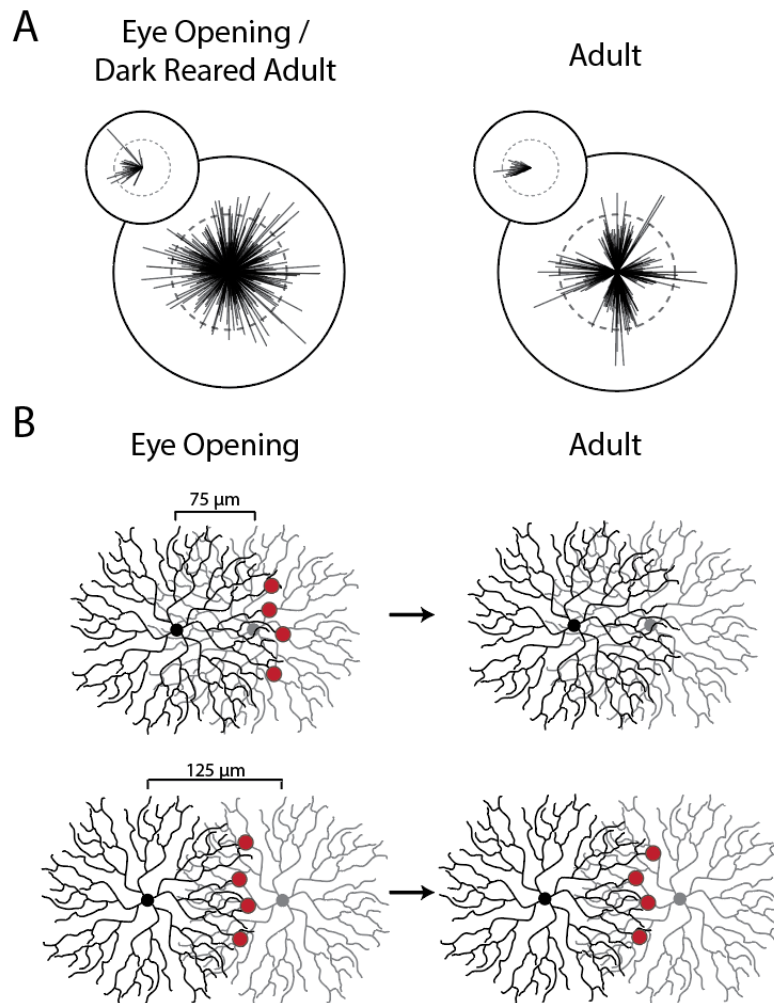 A
Eye Opening /
Dark Reared Adult
Adult
B
Eye Opening
Adult
75 µm
125 µm